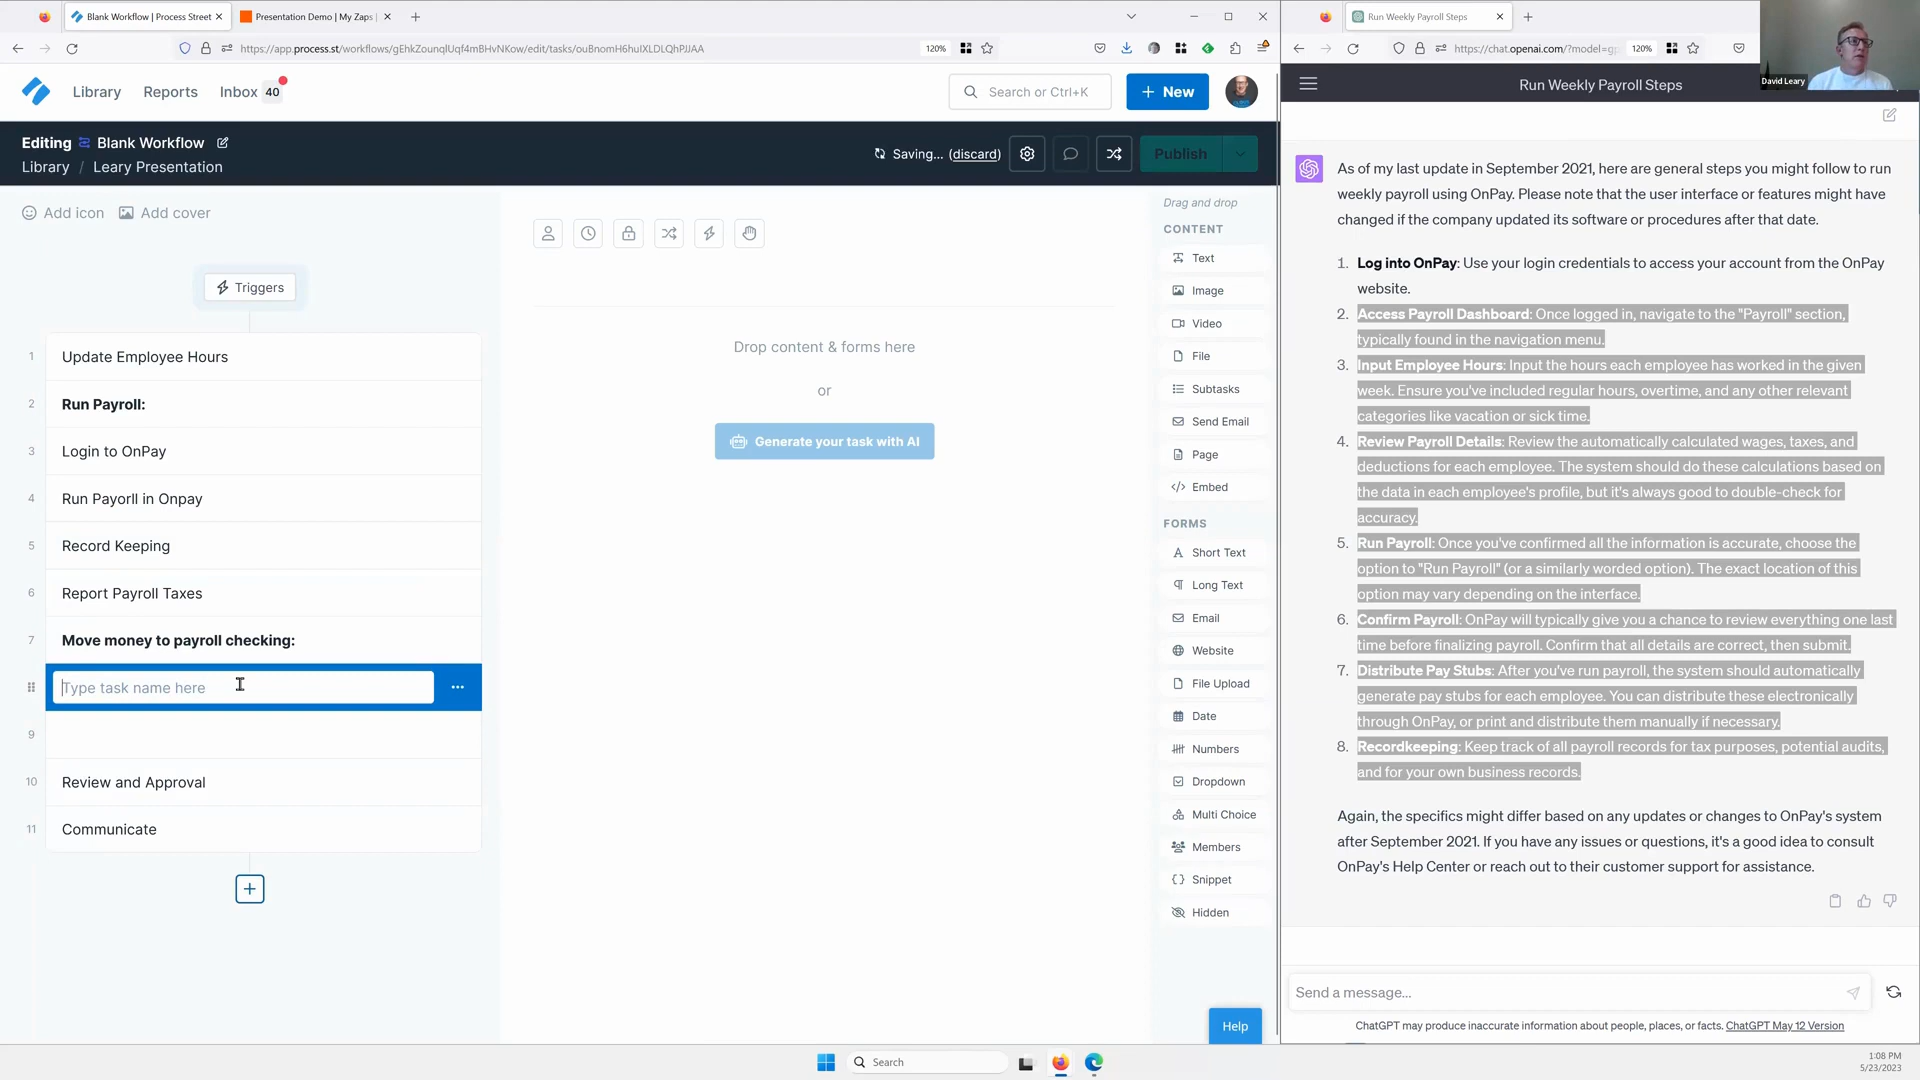 Blank Workflow | Process Street
Presentation Demo | My Zaps |
https://app.process.st/workflows/gEhkZounqlUqf4mBHvNKow/edit/tasks/ouBnomH6huIXLDLQhPJJAA
120%
Library
Reports
Inbox 40
Search or Ctrl+K
+ New
Editing Blank Workflow
Library / Leary Presentation
Saving... (discard)
Publish
Add icon
Add cover
Triggers
1 Update Employee Hours
2 Run Payroll:
3 Login to OnPay
4 Run Payorll in Onpay
5 Record Keeping
6 Report Payroll Taxes
7 Move money to payroll checking:
Type task name here
9
10 Review and Approval
11 Communicate
Drop content & forms here
or
Generate your task with AI
Drag and drop
CONTENT
Text
Image
Video
File
Subtasks
Send Email
Page
Embed
FORMS
Short Text
Long Text
Email
Website
File Upload
Date
Numbers
Dropdown
Multi Choice
Members
Snippet
Hidden
Help
Run Weekly Payroll Steps
https://chat.openai.com/?model=gp
120%
David Leary
Run Weekly Payroll Steps
As of my last update in September 2021, here are general steps you might follow to run
weekly payroll using OnPay. Please note that the user interface or features might have
changed if the company updated its software or procedures after that date.
1. Log into OnPay: Use your login credentials to access your account from the OnPay
website.
2. Access Payroll Dashboard: Once logged in, navigate to the "Payroll" section,
typically found in the navigation menu.
3. Input Employee Hours: Input the hours each employee has worked in the given
week. Ensure you've included regular hours, overtime, and any other relevant
categories like vacation or sick time.
4. Review Payroll Details: Review the automatically calculated wages, taxes, and
deductions for each employee. The system should do these calculations based on
the data in each employee's profile, but it's always good to double-check for
accuracy.
5. Run Payroll: Once you've confirmed all the information is accurate, choose the
option to "Run Payroll" (or a similarly worded option). The exact location of this
option may vary depending on the interface.
6. Confirm Payroll: OnPay will typically give you a chance to review everything one last
time before finalizing payroll. Confirm that all details are correct, then submit.
7. Distribute Pay Stubs: After you've run payroll, the system should automatically
generate pay stubs for each employee. You can distribute these electronically
through OnPay, or print and distribute them manually if necessary.
8. Recordkeeping: Keep track of all payroll records for tax purposes, potential audits,
and for your own business records.
Again, the specifics might differ based on any updates or changes to OnPay's system
after September 2021. If you have any issues or questions, it's a good idea to consult
OnPay's Help Center or reach out to their customer support for assistance.
Send a message...
ChatGPT may produce inaccurate information about people, places, or facts. ChatGPT May 12 Version
Search
1:08 PM
5/23/2023